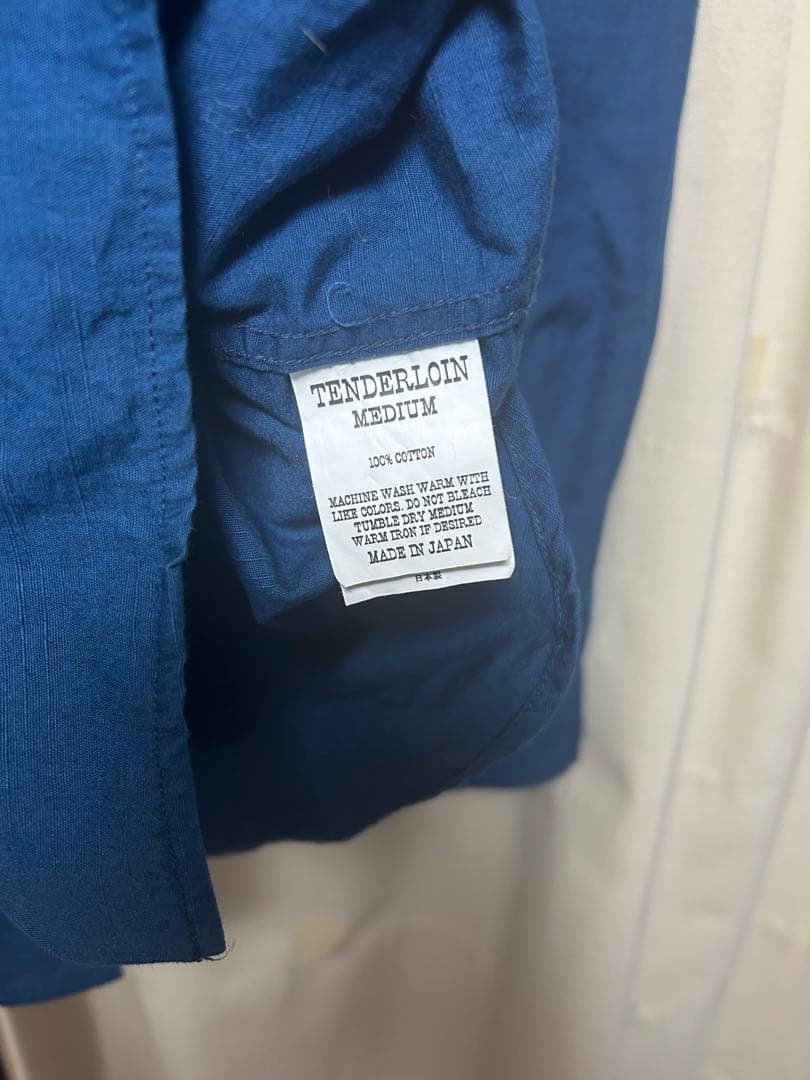 TENDERLOIN
MEDIUM
100% COTTON
MACHINE WASH WARM WITH
LIKE COLORS. DO NOT BLEACH
TUMBLE DRY MEDIUM
WARM IRON IF DESIRED
MADE IN JAPAN
日本製